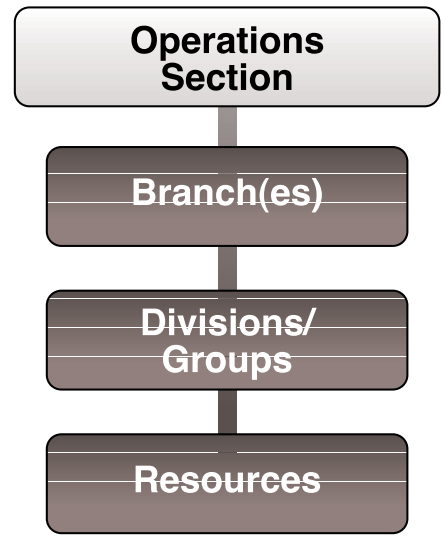 Operations
Section
Branch(es)
Divisions/
Groups
Resources